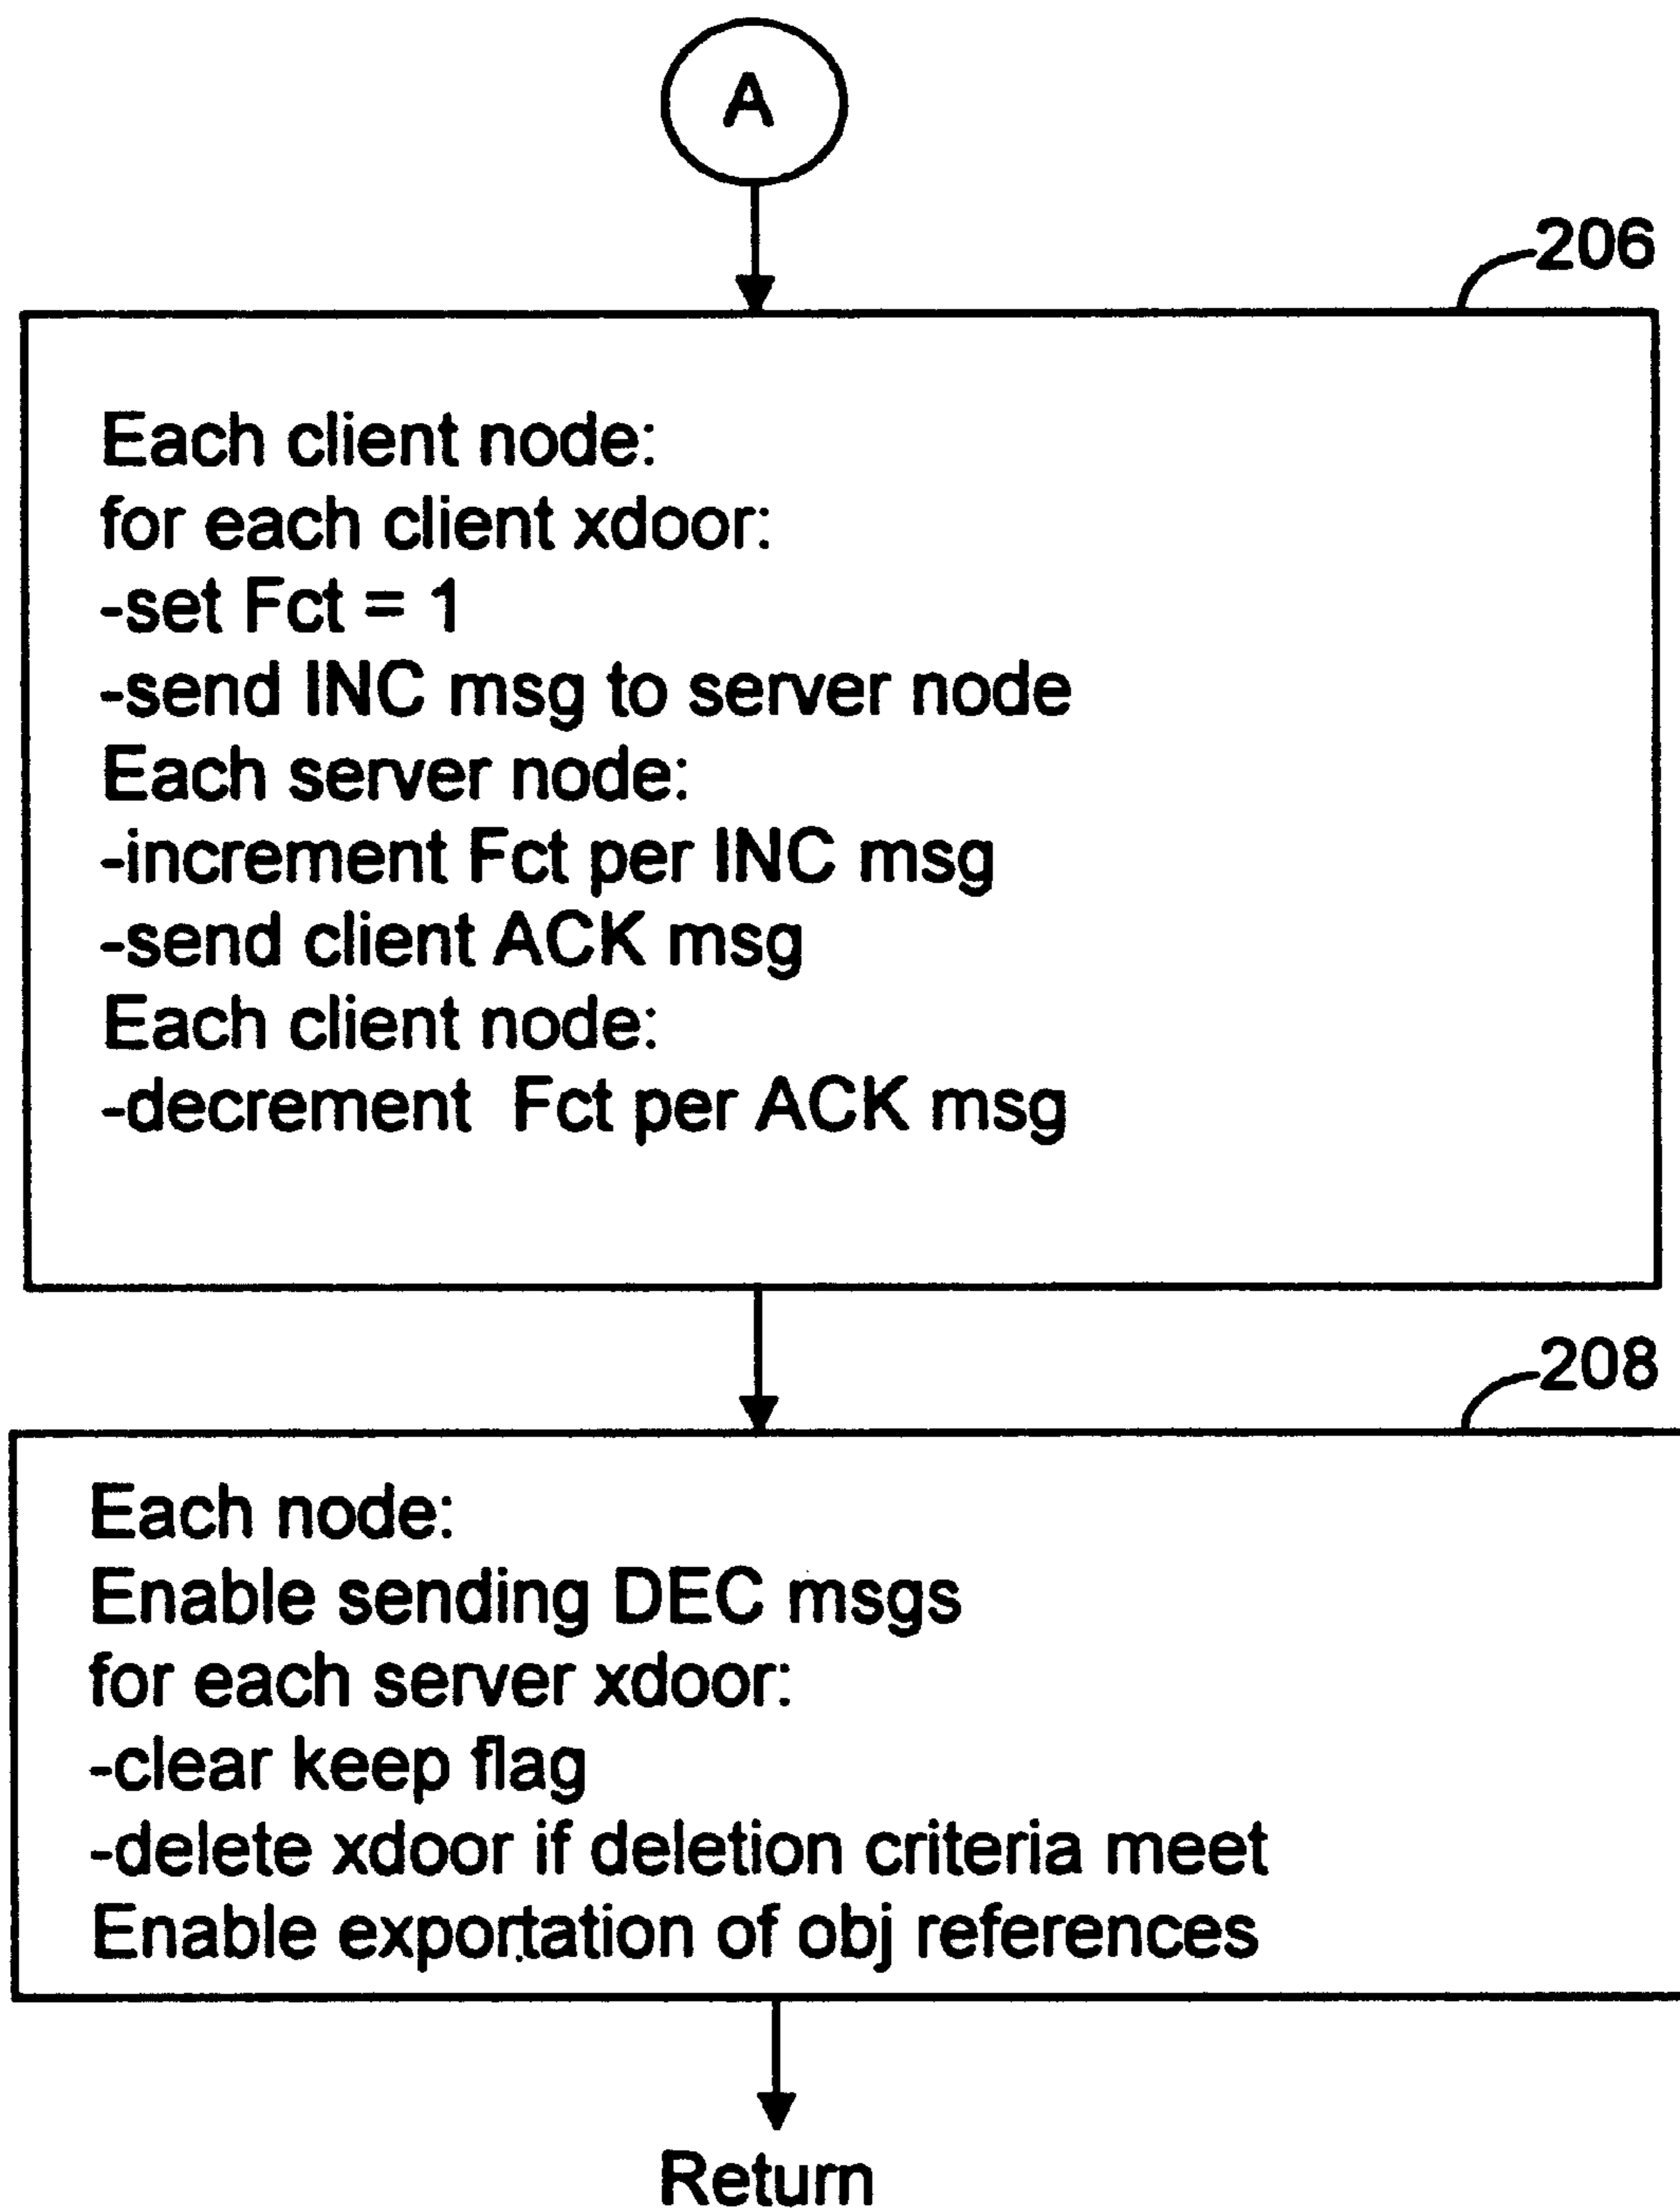 A
206
Each client node:
for each client xdoor:
-set Fct = 1
-send INC msg to server node
Each server node:
-increment Fct per INC msg
-send client ACK msg
Each client node:
-decrement Fct per ACK msg
208
Each node:
Enable sending DEC msgs
for each server xdoor:
-clear keep flag
-delete xdoor if deletion criteria meet
Enable exportation of obj references
Return